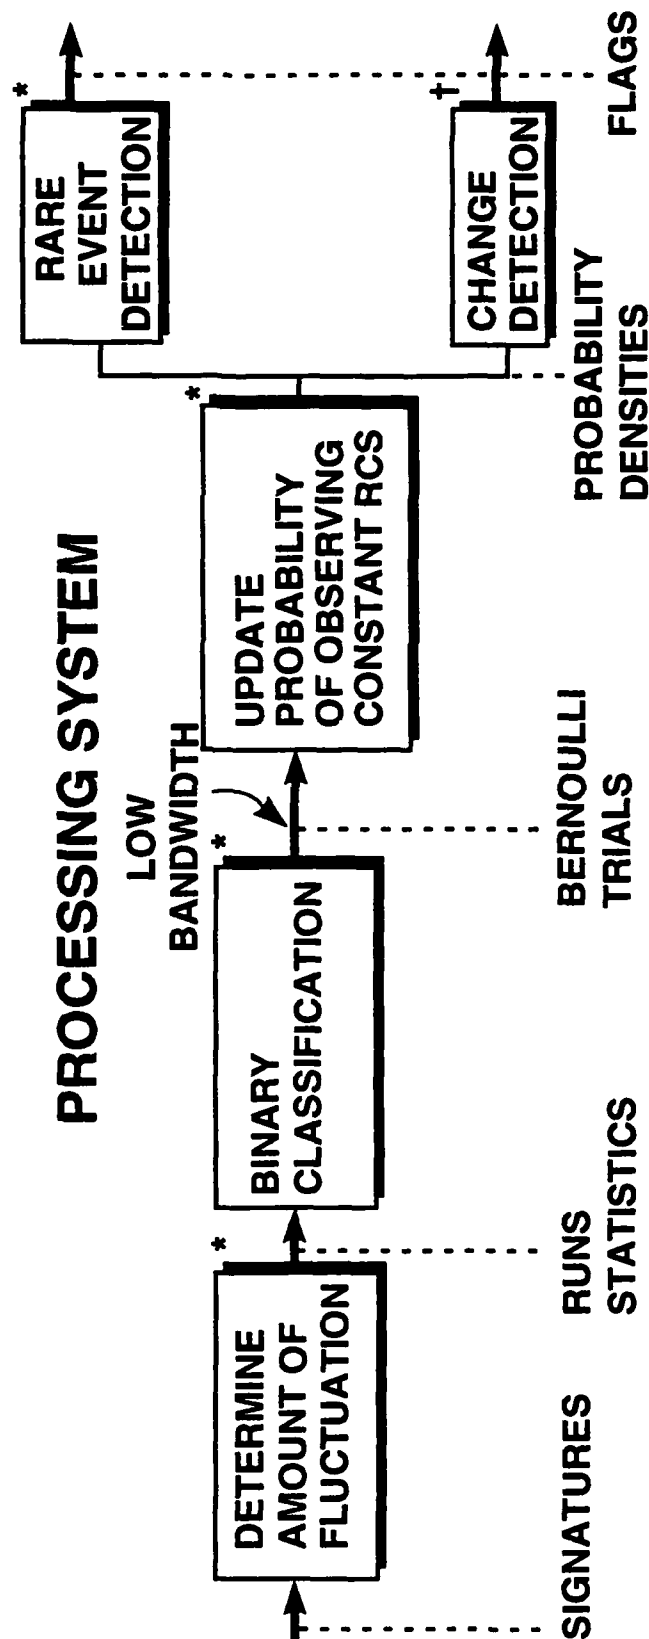 PROCESSING SYSTEM
DETERMINE
AMOUNT OF
FLUCTUATION
*
BINARY
CLASSIFICATION
*
LOW
BANDWIDTH
UPDATE
PROBABILITY
OF OBSERVING
CONSTANT RCS
*
RARE
EVENT
DETECTION
*
CHANGE
DETECTION
†
SIGNATURES
RUNS
STATISTICS
BERNOULLI
TRIALS
PROBABILITY
DENSITIES
FLAGS